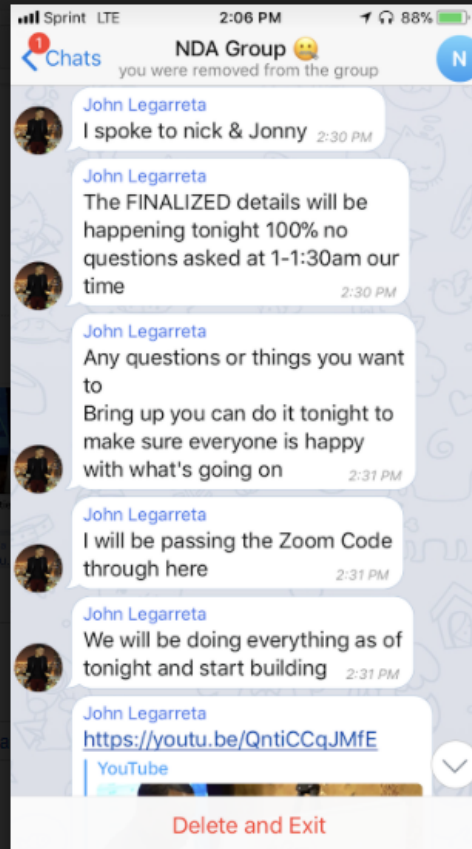 Sprint LTE 2:06 PM 88%
1
Chats NDA Group 🤐 N
you were removed from the group
John Legarreta
I spoke to nick & Jonny 2:30 PM
John Legarreta
The FINALIZED details will be
happening tonight 100% no
questions asked at 1-1:30am our
time 2:30 PM
John Legarreta
Any questions or things you want
to
Bring up you can do it tonight to
make sure everyone is happy
with what's going on 2:31 PM
John Legarreta
I will be passing the Zoom Code
through here 2:31 PM
John Legarreta
We will be doing everything as of
tonight and start building 2:31 PM
John Legarreta
https://youtu.be/QntiCCqJMfE
YouTube
Delete and Exit